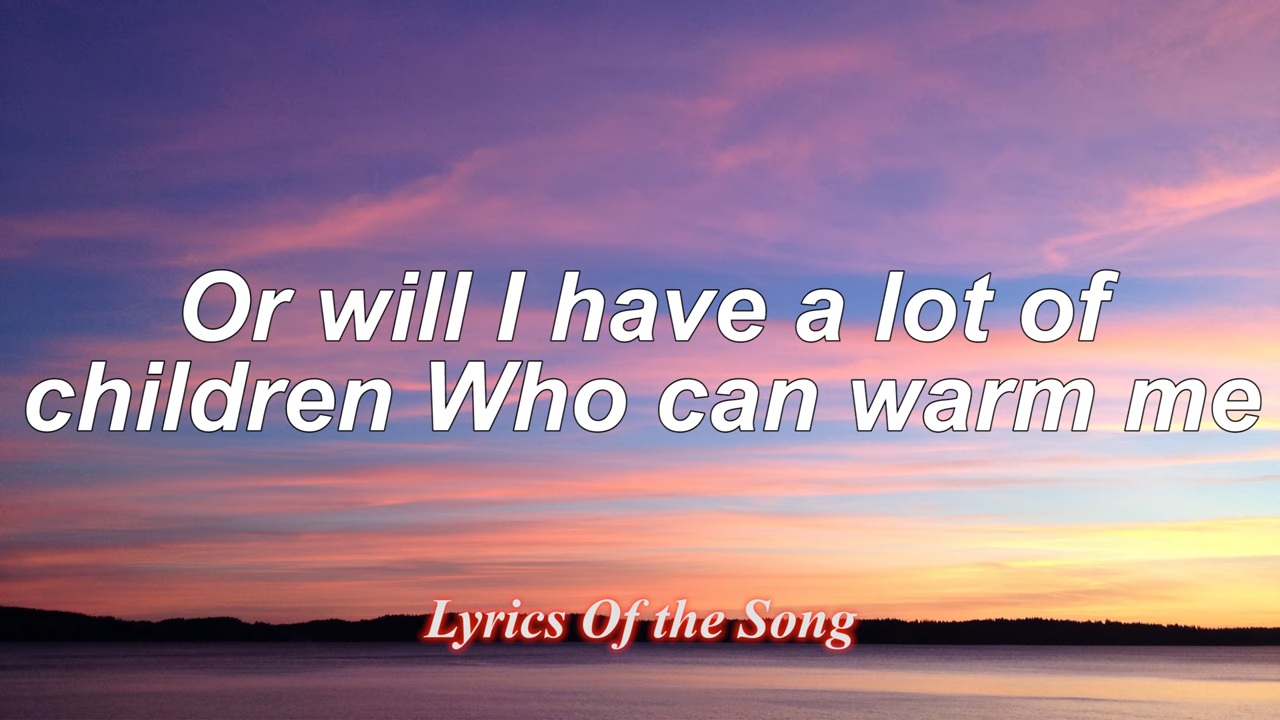 Or will I have a lot of
children Who can warm me
Lyrics Of the Song